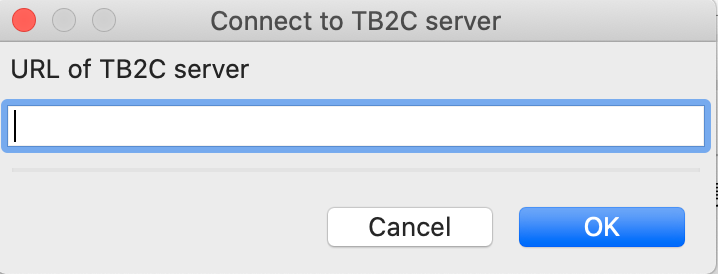 Connect to TB2C server
URL of TB2C server
Cancel
OK